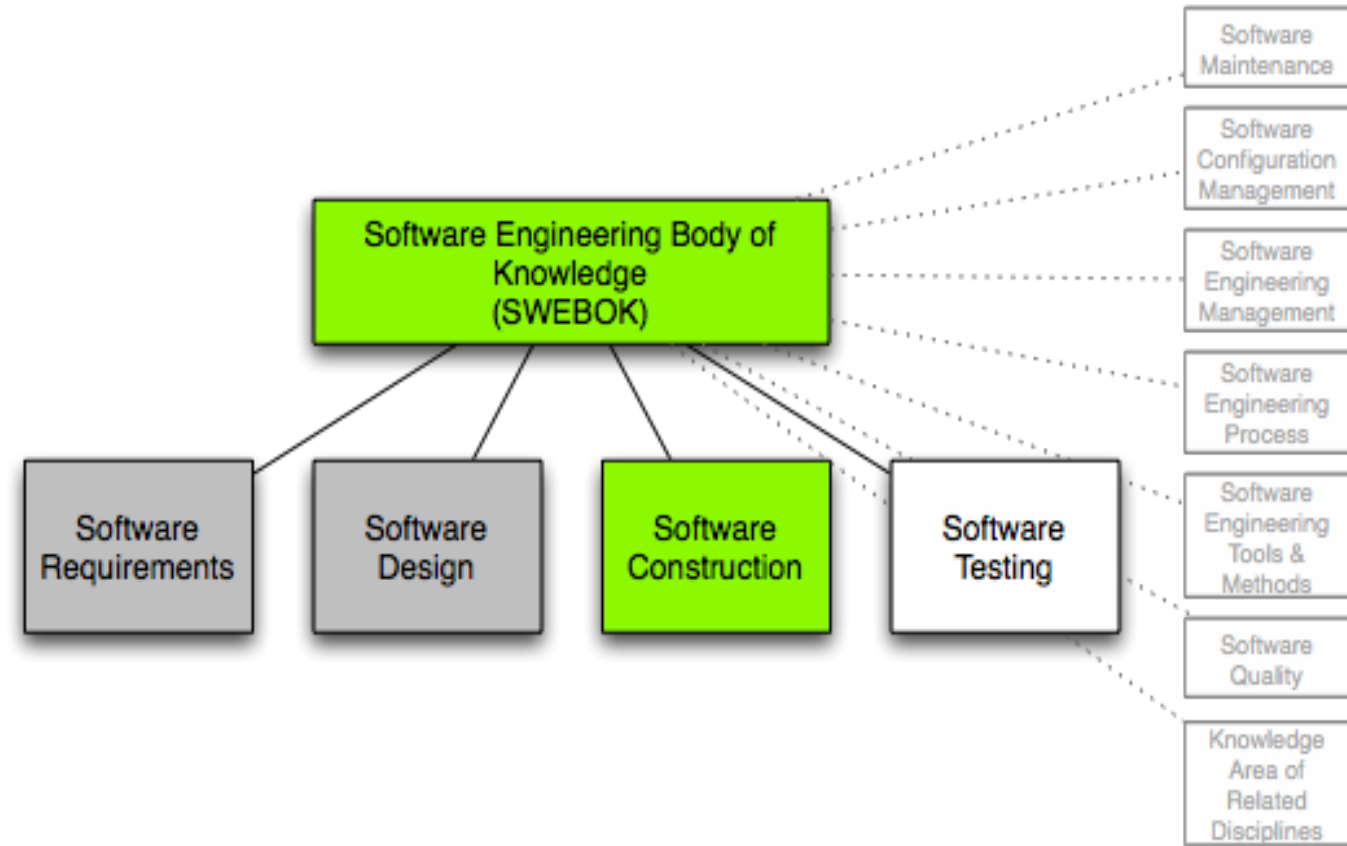 Software Engineering Body of
Knowledge
(SWEBOK)
Software
Requirements
Software
Design
Software
Construction
Software
Testing
Software
Maintenance
Software
Configuration
Management
Software
Engineering
Management
Software
Engineering
Process
Software
Engineering
Tools &
Methods
Software
Quality
Knowledge
Area of
Related
Disciplines